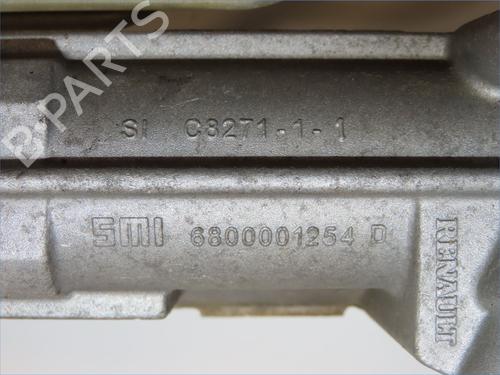 B-PARTS
SI C8271-1-1
SMI 6800001254 D
RENAULT